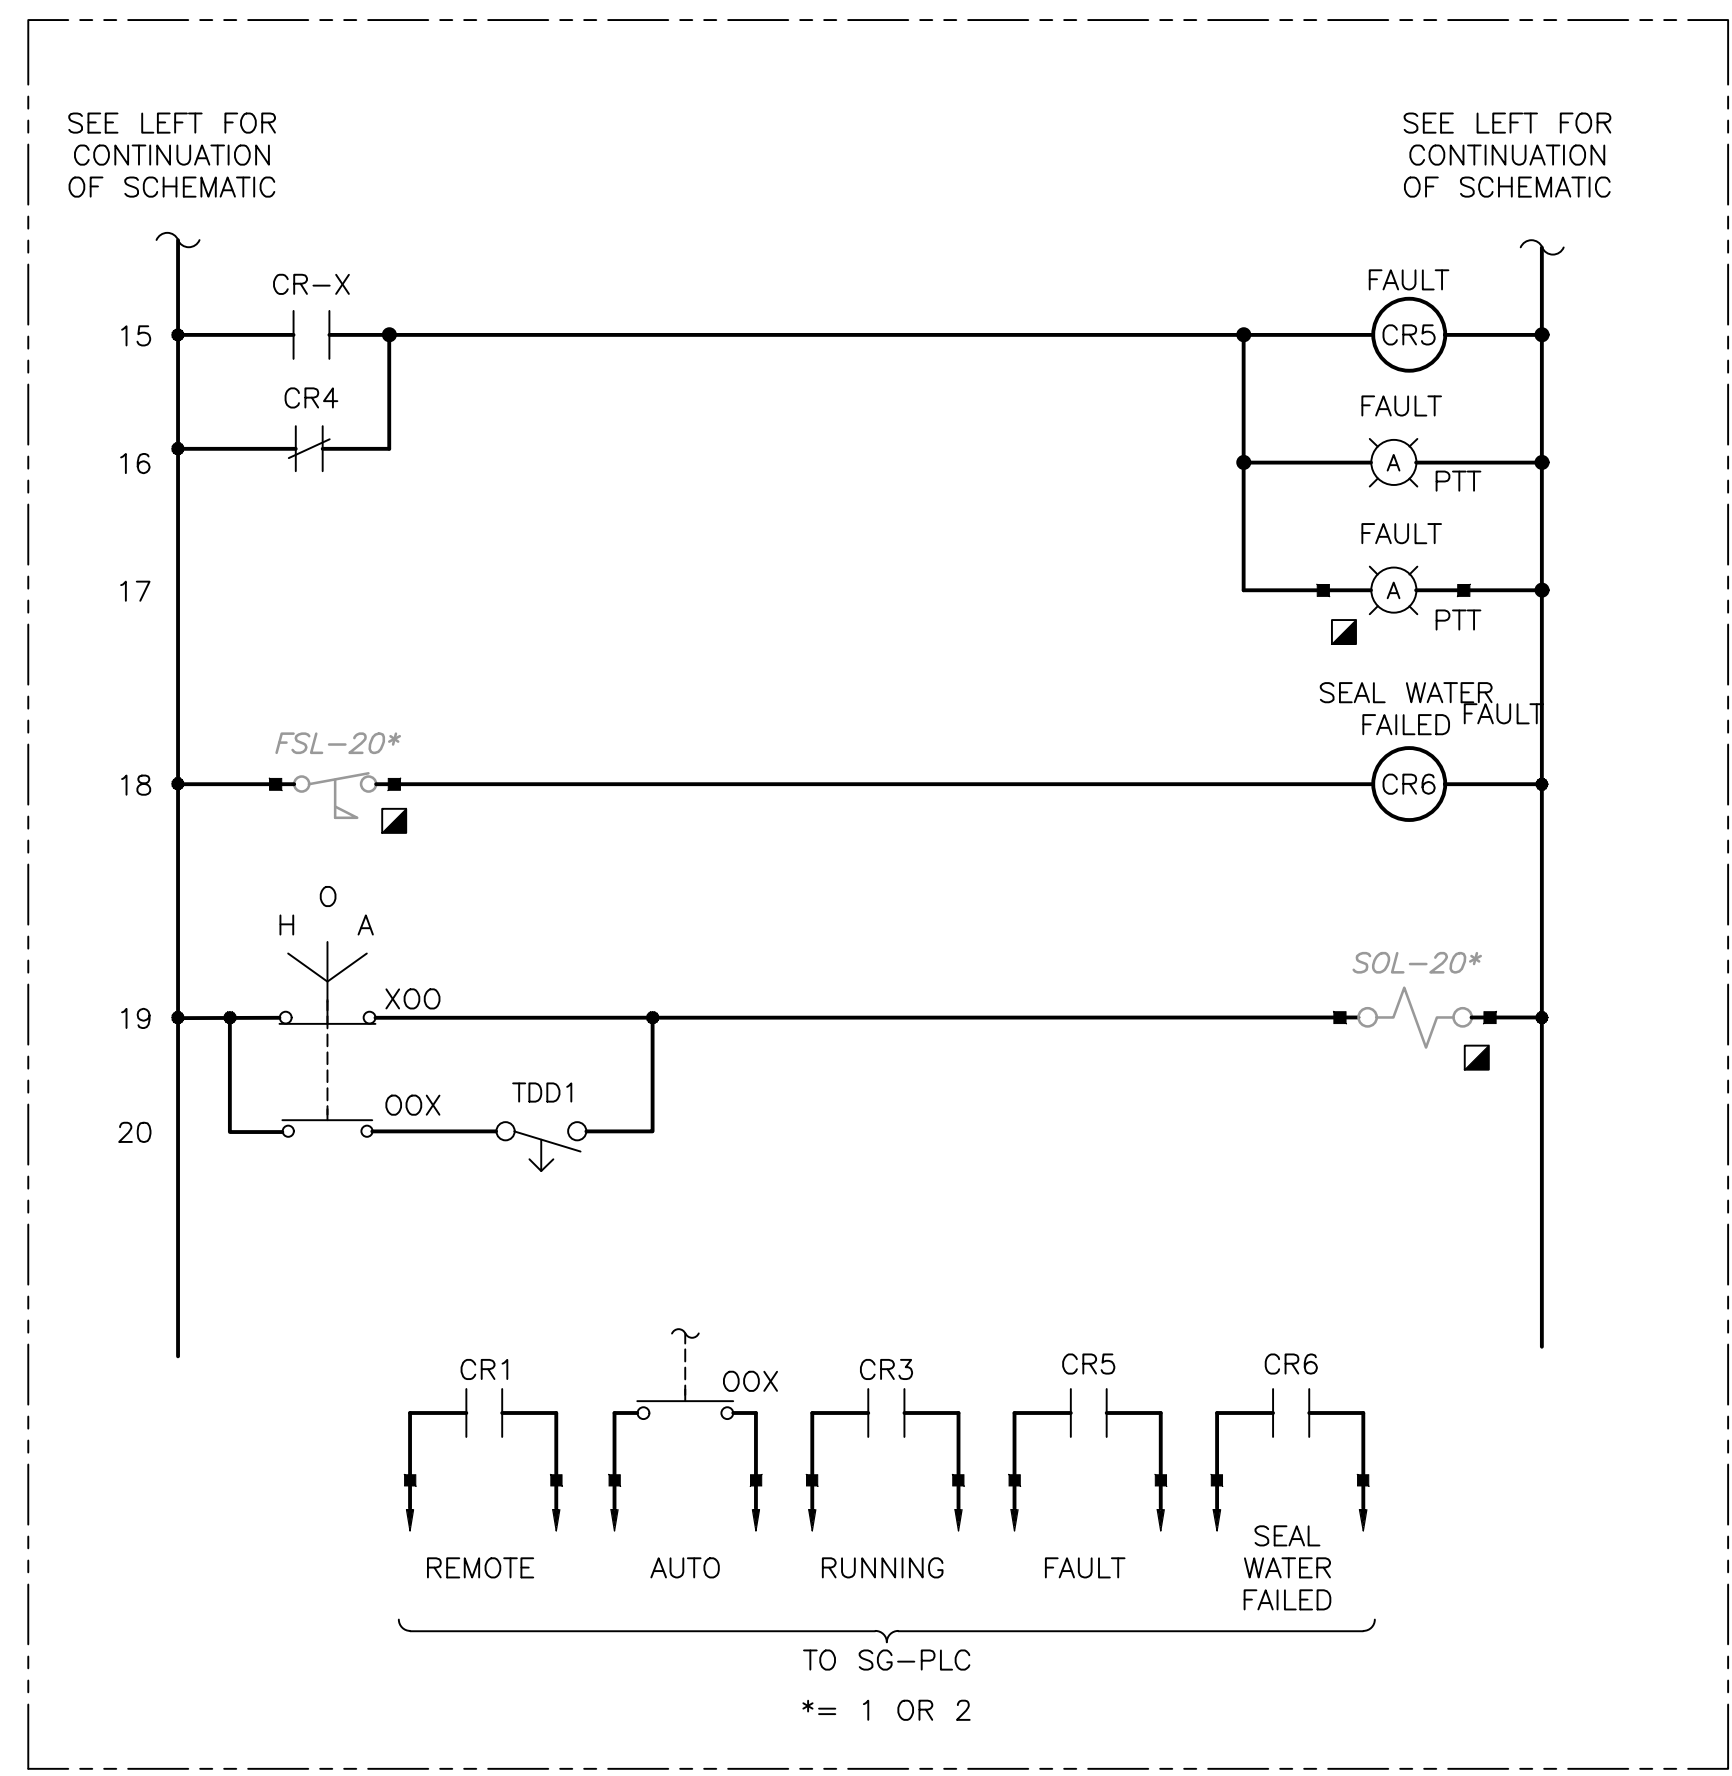 SEE LEFT FOR
CONTINUATION
OF SCHEMATIC
SEE LEFT FOR
CONTINUATION
OF SCHEMATIC
CR-X
FAULT
15
CR5
CR4
FAULT
16
A
PTT
FAULT
17
A
PTT
SEAL WATER
FAILED
FAULT
FSL-20*
18
CR6
O
H A
SOL-20*
XOO
19
TDD1
OOX
20
CR1
OOX
CR3
CR5
CR6
REMOTE
AUTO
RUNNING
FAULT
SEAL
WATER
FAILED
TO SG-PLC
*= 1 OR 2